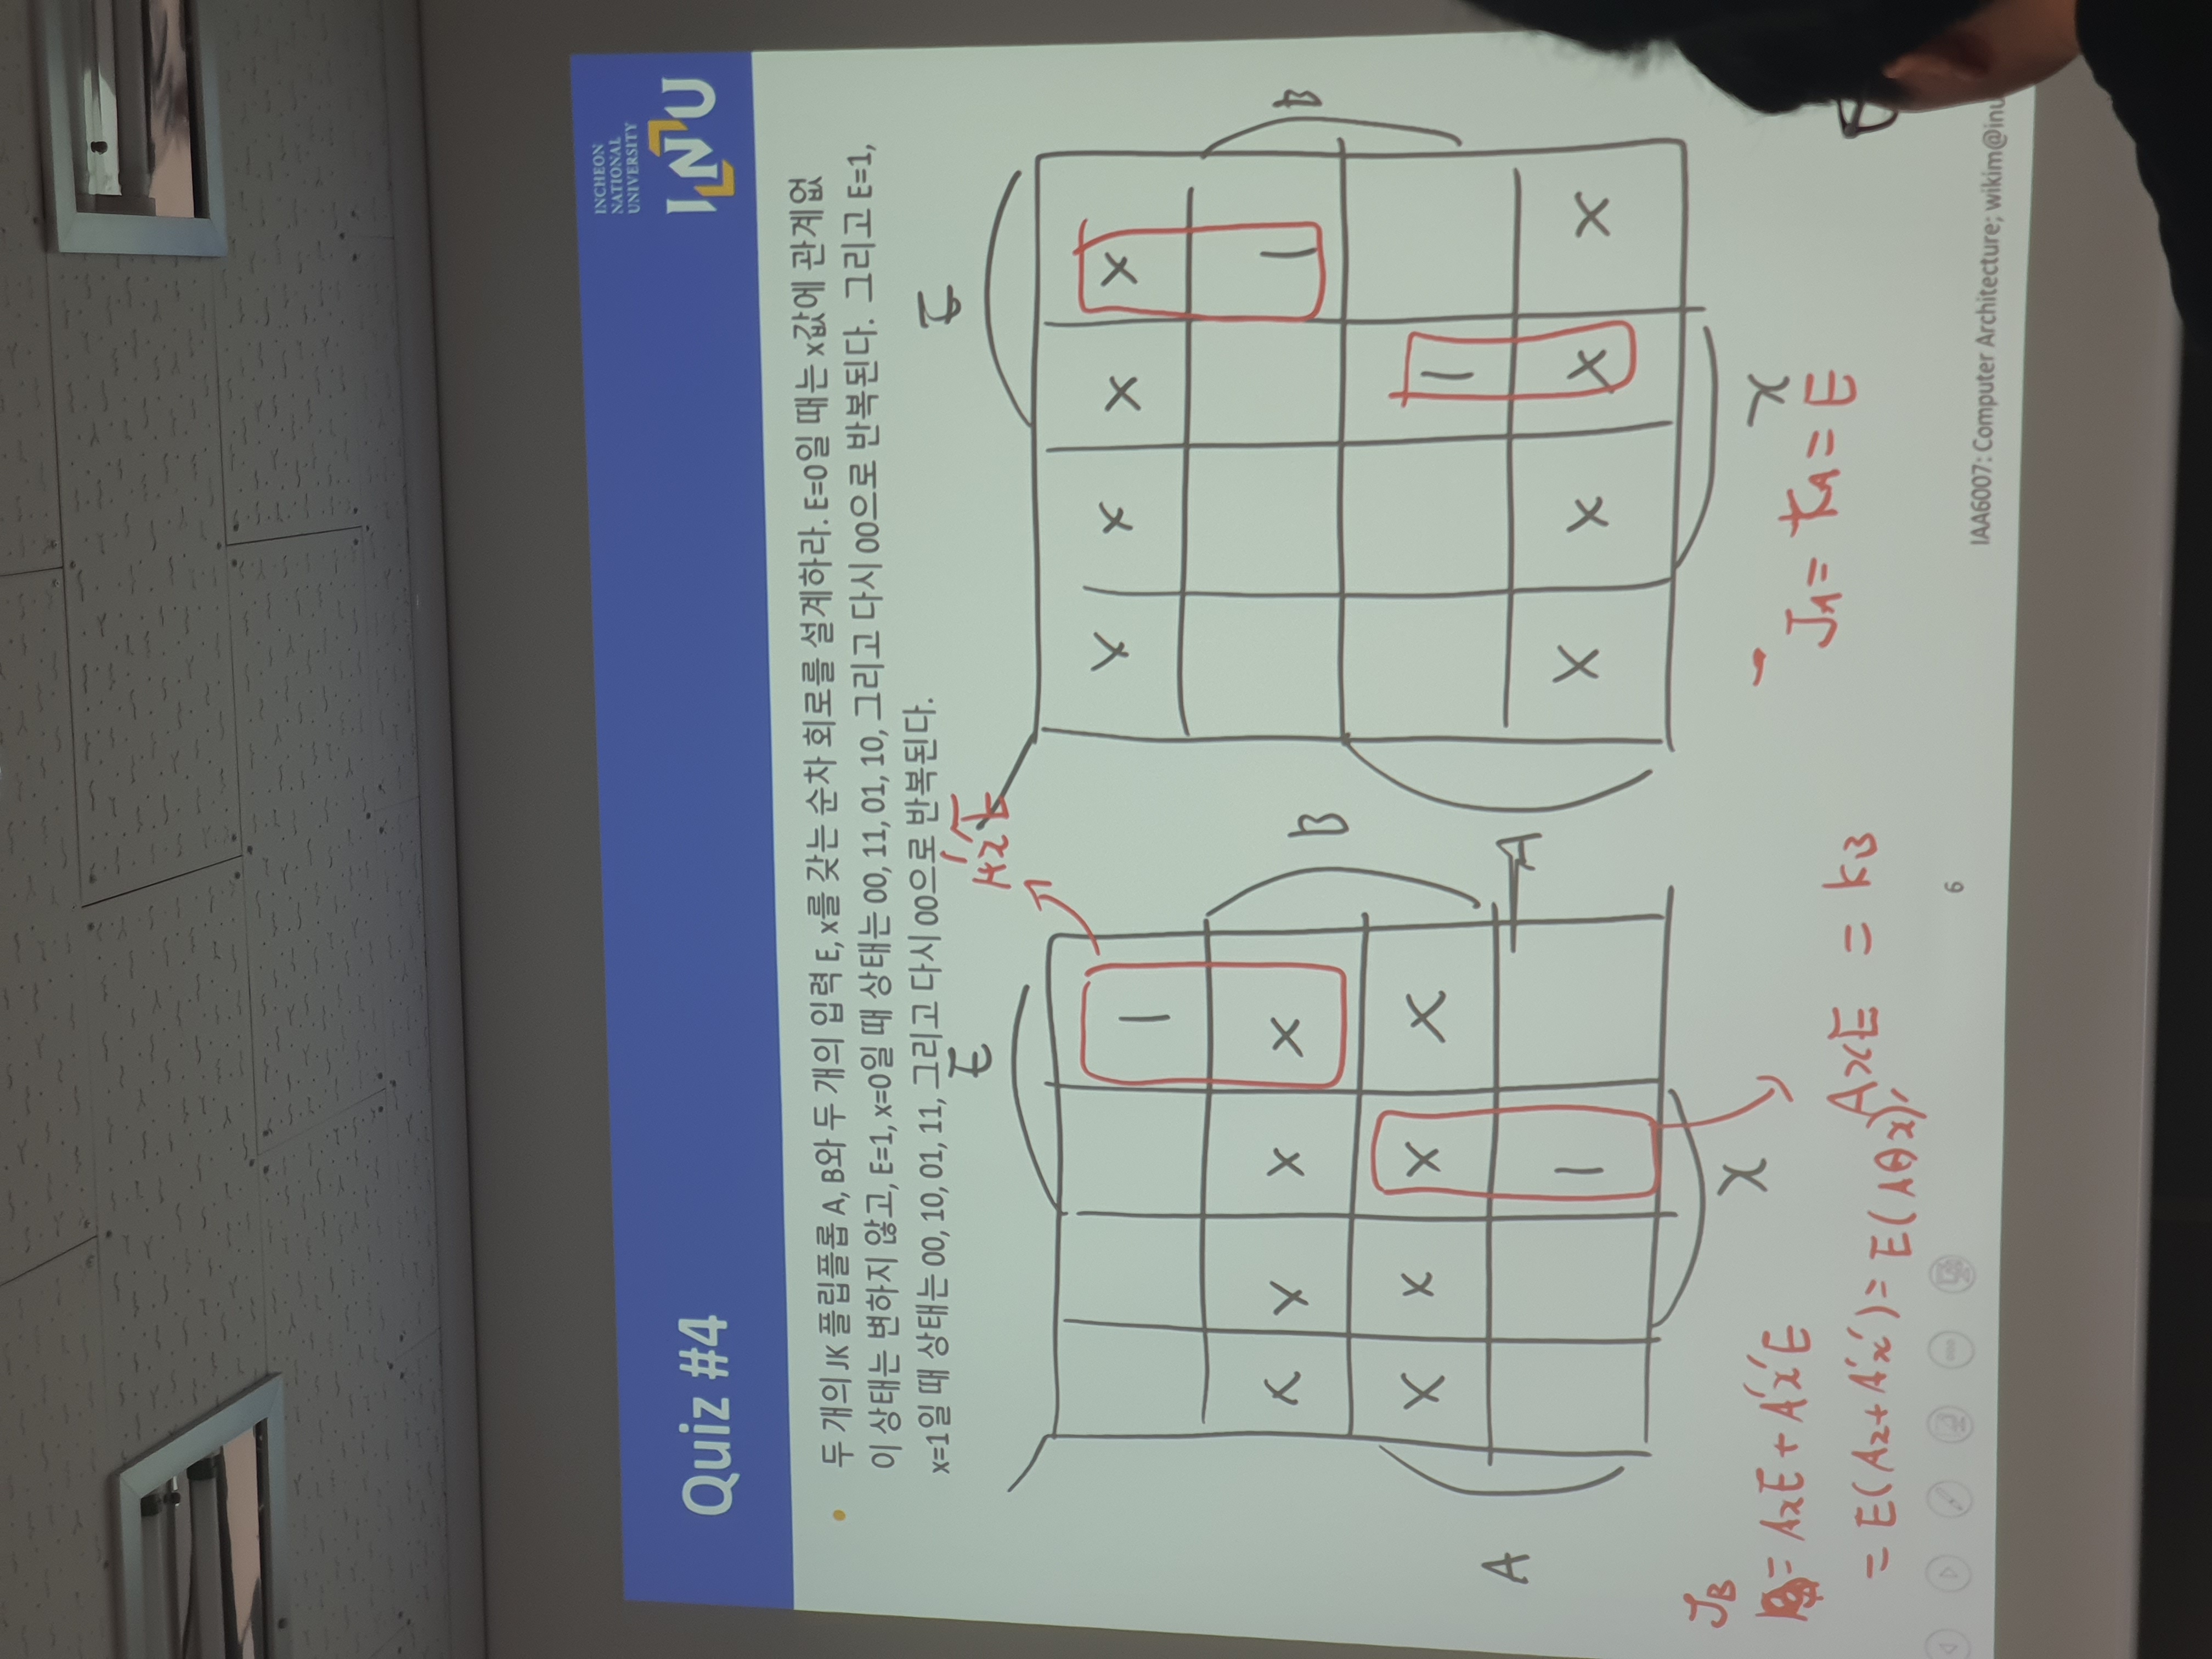 INCHEON
NATIONAL
UNIVERSITY
INU
Quiz #4
두 개의 JK 플립플롭 A, B와 두 개의 입력 E, x를 갖는 순차 회로를 설계하라. E=0일 때는 x값에 관계없
이 상태는 변하지 않고, E=1, x=0일 때 상태는 00, 11, 01, 10, 그리고 다시 00으로 반복된다. 그리고 E=1,
x=1일 때 상태는 00, 10, 01, 11, 그리고 다시 00으로 반복된다.
E
A'x'E
E
1
x x x x
x x x x
1
B
B
x x x x
1
A
A
1
1
x x x x
x
x
J_B
= AxE + A'x'E
= E(Ax + A'x') = E(A⊕x)'
AxE = K_B
J_A = K_A = E
6
IAA6007: Computer Architecture; wikim@inu